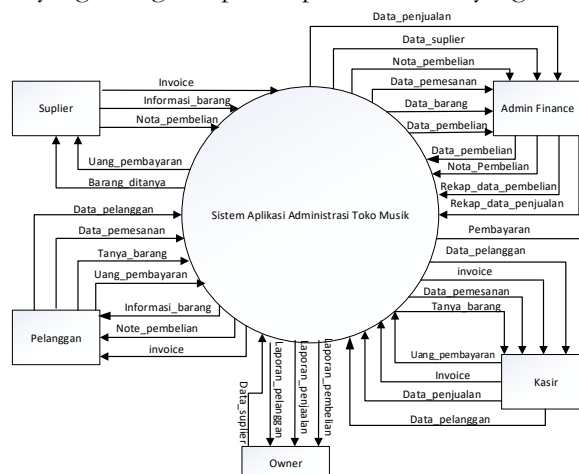 Data_penjualan
Data_suplier
Nota_pembelian
Data_pemesanan
Data_barang
Data_pembelian
Admin Finance
Data_pembelian
Nota_Pembelian
Rekap_data_pembelian
Rekap_data_penjualan
Invoice
Informasi_barang
Nota_pembelian
Suplier
Uang_pembayaran
Barang_ditanya
Sistem Aplikasi Administrasi Toko Musik
Data_pelanggan
Data_pemesanan
Tanya_barang
Uang_pembayaran
Pelanggan
Informasi_barang
Note_pembelian
invoice
Pembayaran
Data_pelanggan
invoice
Data_pemesanan
Tanya_barang
Uang_pembayaran
Invoice
Data_penjualan
Data_pelanggan
Kasir
Data_suplier
Laporan_pelanggan
Laporan_penjaalan
Laporan_pembelian
Owner